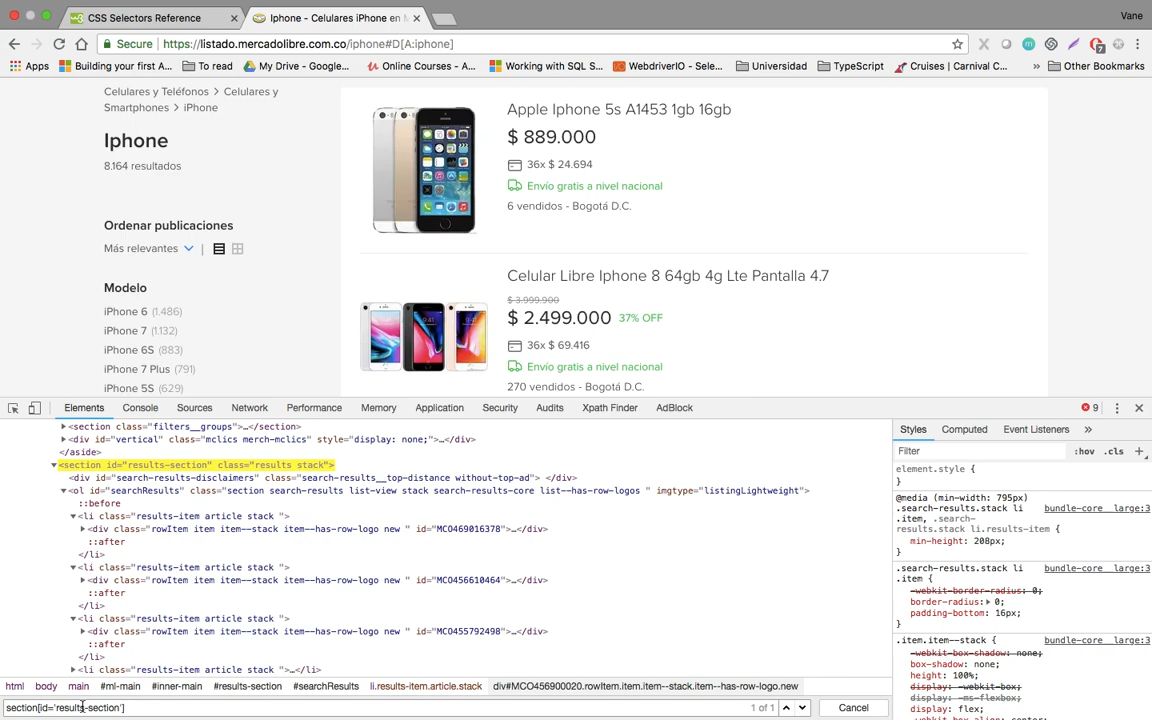 CSS Selectors Reference
Iphone - Celulares iPhone en M
Vane
Secure | https://listado.mercadolibre.com.co/iphone#D[A:iphone]
Apps Building your first A... To read My Drive - Google... Online Courses - A... Working with SQL S... WebdriverIO - Sele... Universidad TypeScript Cruises | Carnival C... » Other Bookmarks
Celulares y Teléfonos > Celulares y
Smartphones > iPhone
Iphone
8.164 resultados
Ordenar publicaciones
Más relevantes
Modelo
iPhone 6 (1.486)
iPhone 7 (1.132)
iPhone 6S (883)
iPhone 7 Plus (791)
iPhone 5S (629)
Apple Iphone 5s A1453 1gb 16gb
$ 889.000
36x $ 24.694
Envío gratis a nivel nacional
6 vendidos - Bogotá D.C.
Celular Libre Iphone 8 64gb 4g Lte Pantalla 4.7
$ 3.999.900
$ 2.499.000 37% OFF
36x $ 69.416
Envío gratis a nivel nacional
270 vendidos - Bogotá D.C.
Elements Console Sources Network Performance Memory Application Security Audits Xpath Finder AdBlock 9
<section class="filters__groups">…</section>
<div id="vertical" class="mclics merch-mclics" style="display: none;">…</div>
</aside>
<section id="results-section" class="results stack">
<div id="search-results-disclaimers" class="search-results__top-distance without-top-ad"> </div>
<ol id="searchResults" class="section search-results list-view stack search-results-core list--has-row-logos " imgtype="listingLightweight">
::before
<li class="results-item article stack ">
<div class="rowItem item item--stack item--has-row-logo new " id="MCO469016378">…</div>
::after
</li>
<li class="results-item article stack ">
<div class="rowItem item item--stack item--has-row-logo new " id="MCO456610464">…</div>
::after
</li>
<li class="results-item article stack ">
<div class="rowItem item item--stack item--has-row-logo new " id="MCO455792498">…</div>
::after
</li>
<li class="results-item article stack ">…</li>
html body main #ml-main #inner-main #results-section #searchResults li.results-item.article.stack div#MCO456900020.rowItem.item.item--stack.item--has-row-logo.new
section[id='results-section'] 1 of 1 Cancel
Styles Computed Event Listeners »
Filter :hov .cls +
element.style {
}
@media (min-width: 795px)
.search-results.stack li bundle-core__large:3
.item, .search-
results.stack li.results-item {
min-height: 208px;
}
.search-results.stack li bundle-core__large:3
.item {
-webkit-border-radius: 0;
border-radius: 0;
padding-bottom: 16px;
}
.item.item--stack { bundle-core__large:3
-webkit-box-shadow: none;
box-shadow: none;
height: 100%;
display: -webkit-box;
display: -ms-flexbox;
display: flex;